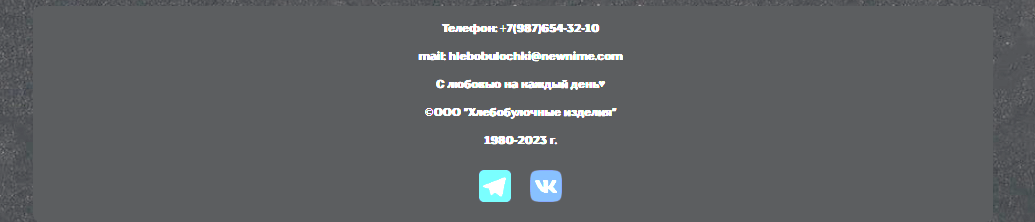 Телефон: +7(987)654-32-10
mail: hlebobulochki@newnime.com
С любовью на каждый день♥
©ООО "Хлебобулочные изделия"
1980-2023 г.